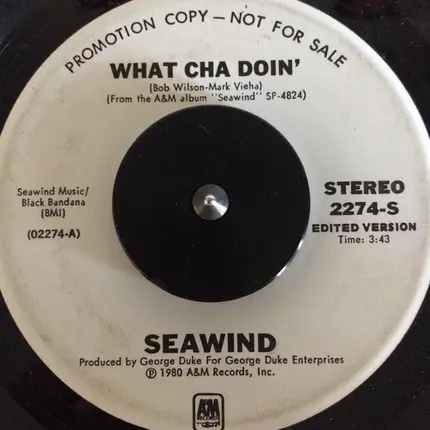 PROMOTION COPY—NOT FOR SALE
WHAT CHA DOIN'
(Bob Wilson-Mark Vieha)
(From the A&M album "Seawind" SP-4824)
Seawind Music/
Black Bandana
(BMI)
(02274-A)
STEREO
2274-S
EDITED VERSION
Time: 3:43
SEAWIND
Produced by George Duke For George Duke Enterprises
℗ 1980 A&M Records, Inc.
A&M
RECORDS